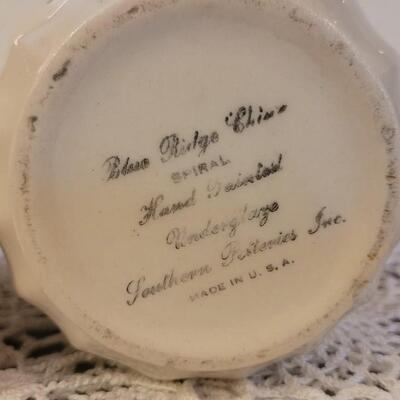 Blue Ridge China
SPIRAL
Hand Painted
Underglaze
Southern Potteries Inc.
MADE IN U.S.A.